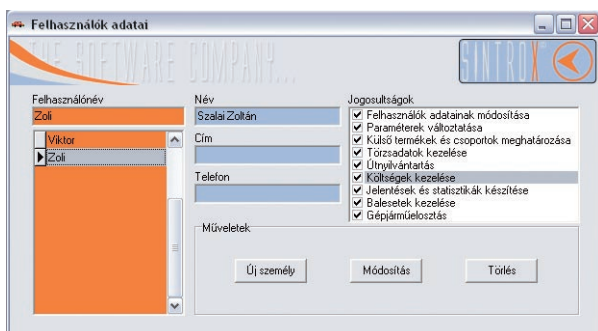 Felhasználók adatai
THE SOFTWARE COMPANY...
SINTROX
Felhasználónév
Zoli
Viktor
Zoli
Név
Szalai Zoltán
Cím
Telefon
Jogosultságok
Felhasználók adatainak módosítása
Paraméterek változtatása
Külső termékek és csoportok meghatározása
Törzsadatok kezelése
Útnyilvántartás
Költségek kezelése
Jelentések és statisztikák készítése
Balesetek kezelése
Gépjárműelosztás
Műveletek
Új személy
Módosítás
Törlés